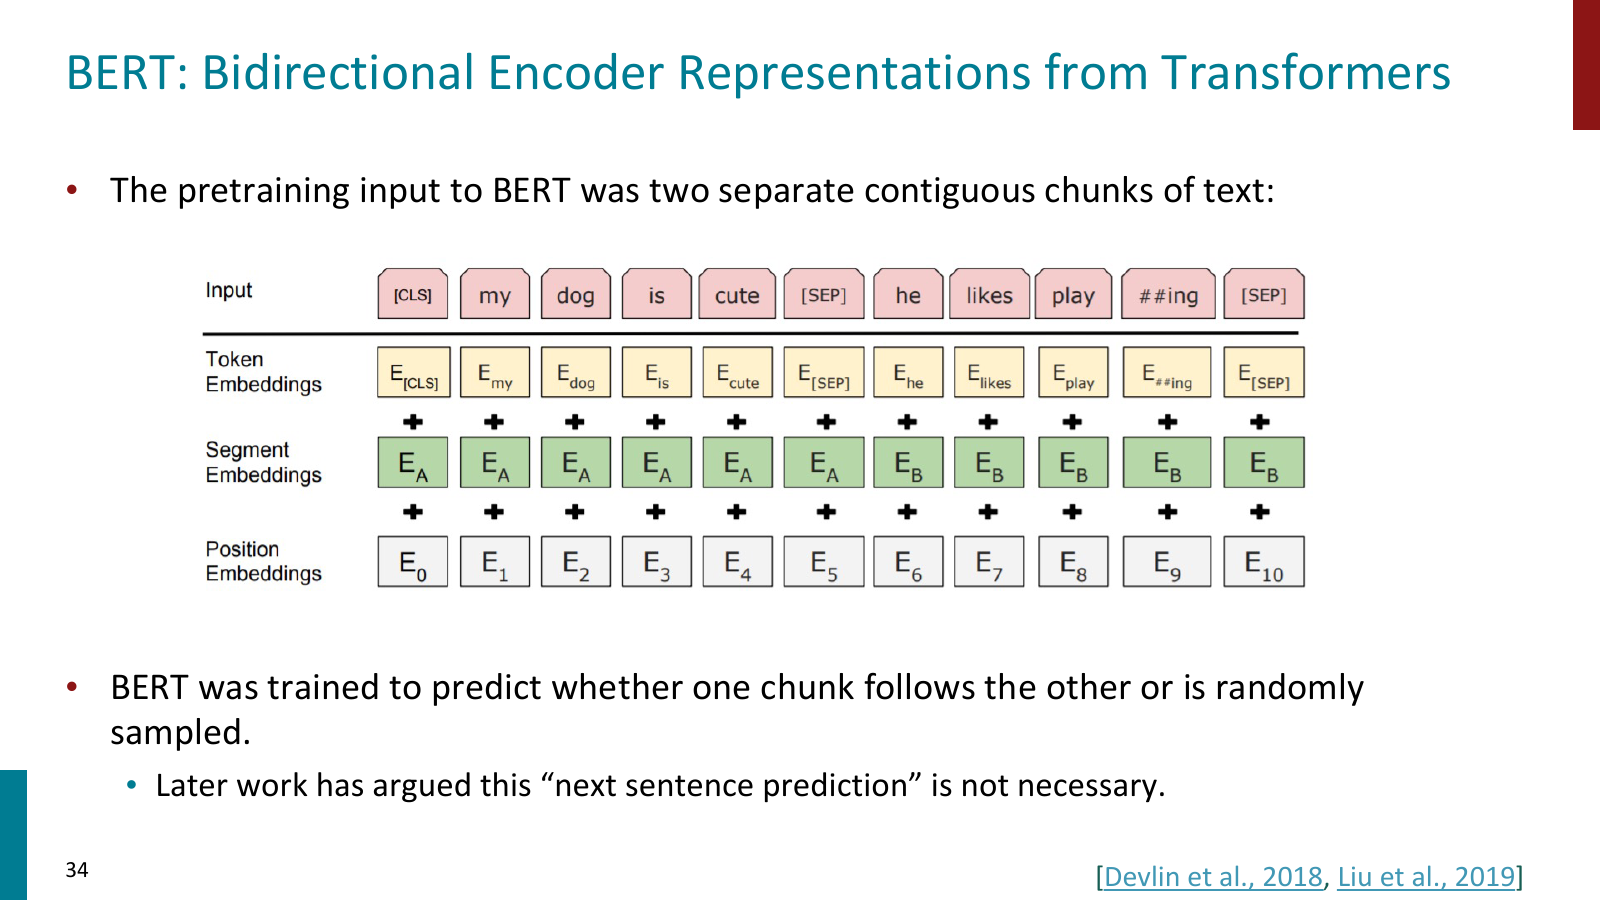 BERT: Bidirectional Encoder Representations from Transformers
• The pretraining input to BERT was two separate contiguous chunks of text:
Input [CLS] my dog is cute [SEP] he likes play ##ing [SEP]
Token Embeddings E[CLS] Emy Edog Eis Ecute E[SEP] Ehe Elikes Eplay E##ing E[SEP]
+ + + + + + + + + + +
Segment Embeddings EA EA EA EA EA EA EB EB EB EB EB
+ + + + + + + + + + +
Position Embeddings E0 E1 E2 E3 E4 E5 E6 E7 E8 E9 E10
• BERT was trained to predict whether one chunk follows the other or is randomly
sampled.
• Later work has argued this “next sentence prediction” is not necessary.
34
[Devlin et al., 2018, Liu et al., 2019]